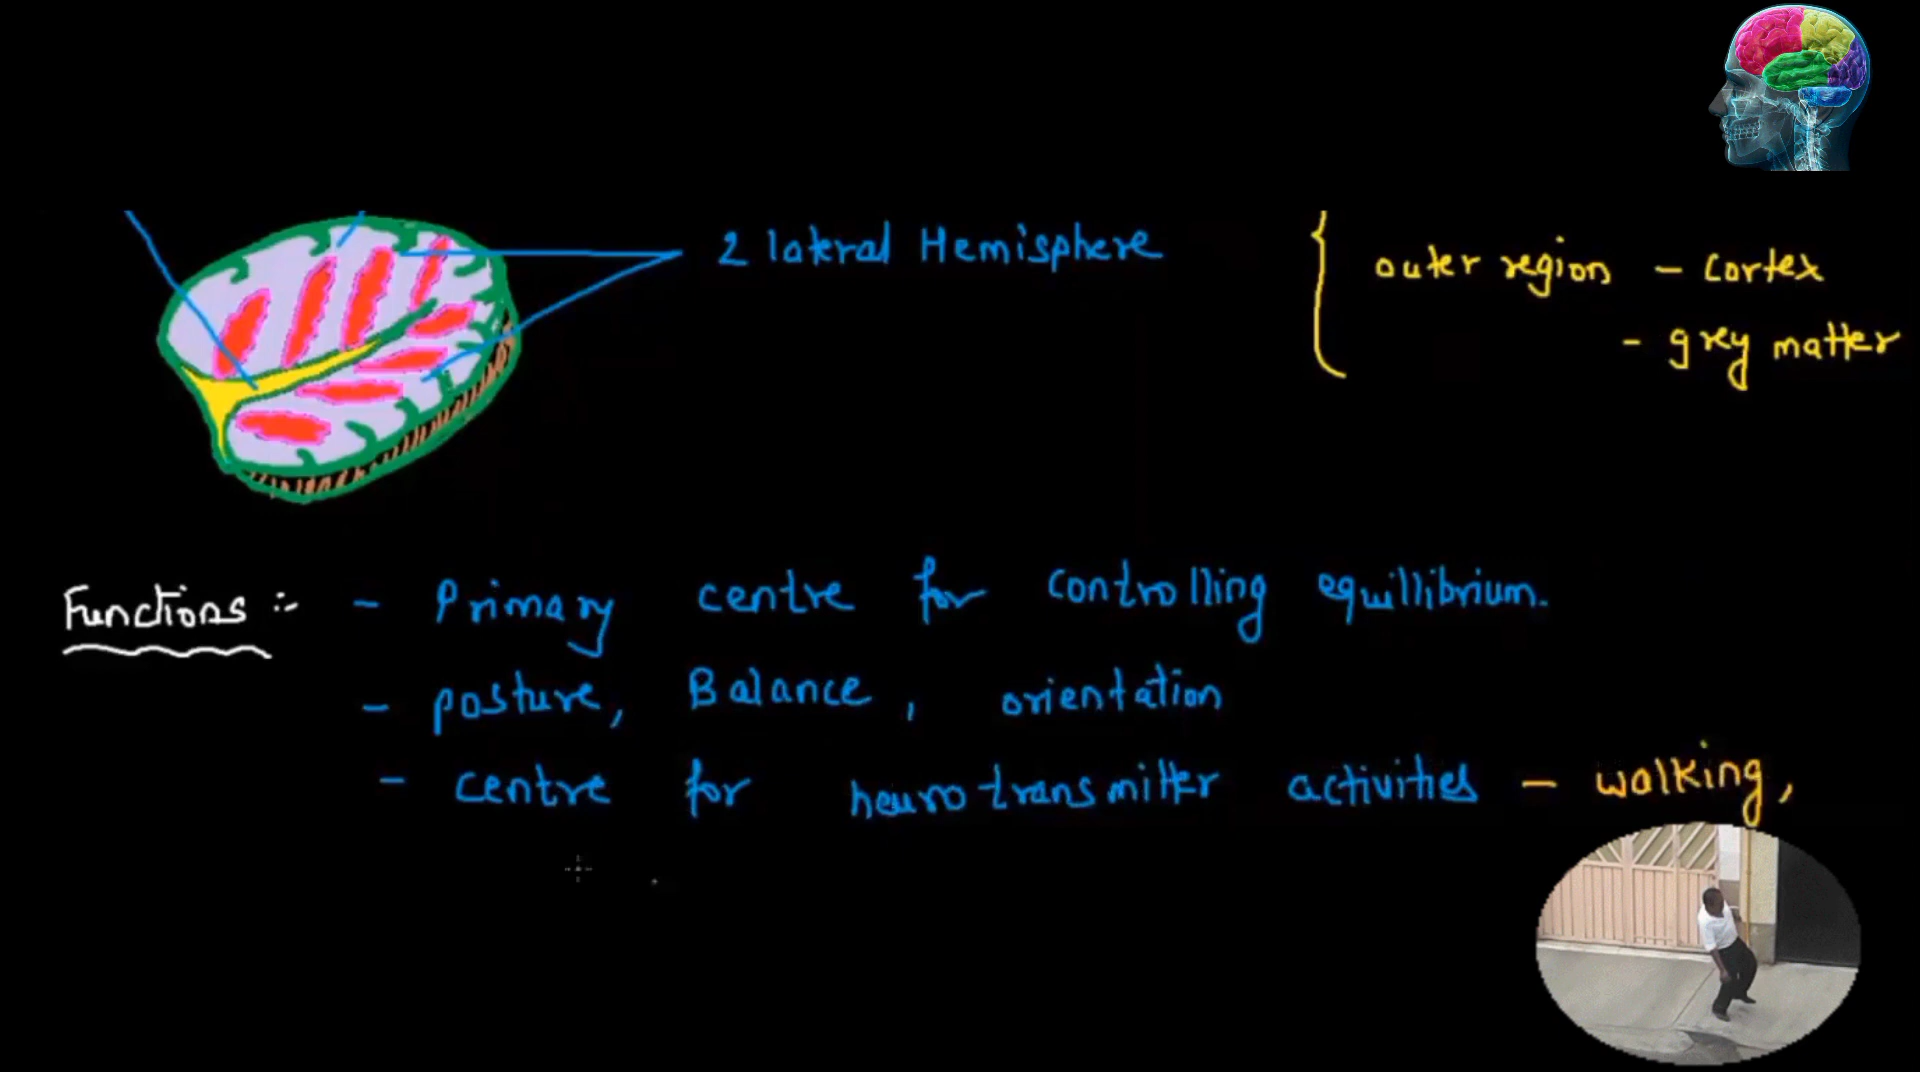 2 lateral Hemisphere
outer region - cortex
- grey matter
Functions :- - Primary centre for controlling equillibrium.
- posture, Balance, orientation
- centre for neurotransmitter activities - walking,